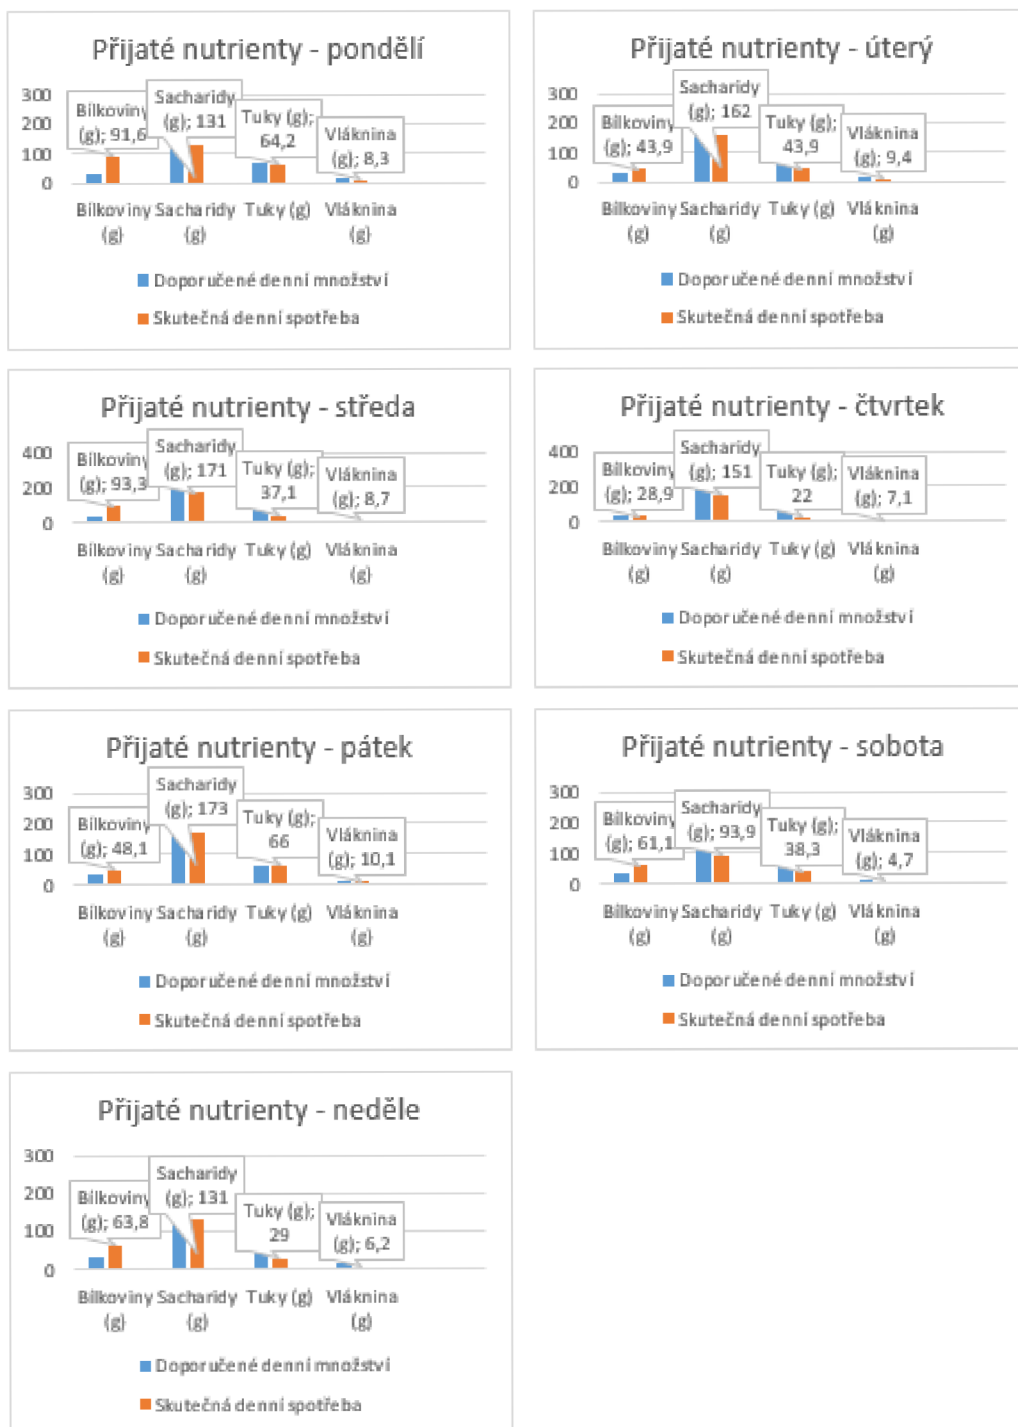 Přijaté nutrienty - pondělí
300
200
100
0
Bílkoviny
(g); 91,6
Sacharidy
(g); 131
Tuky (g);
64,2
Vláknina
(g); 8,3
Bílkoviny
(g)
Sacharidy
(g)
Tuky (g)
Vláknina
(g)
Doporučené denní množství
Skutečná denní spotřeba
Přijaté nutrienty - úterý
300
200
100
0
Bílkoviny
(g); 43,9
Sacharidy
(g); 162
Tuky (g);
43,9
Vláknina
(g); 9,4
Bílkoviny
(g)
Sacharidy
(g)
Tuky (g)
Vláknina
(g)
Doporučené denní množství
Skutečná denní spotřeba
Přijaté nutrienty - středa
400
200
0
Bílkoviny
(g); 93,3
Sacharidy
(g); 171
Tuky (g);
37,1
Vláknina
(g); 8,7
Bílkoviny
(g)
Sacharidy
(g)
Tuky (g)
Vláknina
(g)
Doporučené denní množství
Skutečná denní spotřeba
Přijaté nutrienty - čtvrtek
400
200
0
Bílkoviny
(g); 28,9
Sacharidy
(g); 151
Tuky (g);
22
Vláknina
(g); 7,1
Bílkoviny
(g)
Sacharidy
(g)
Tuky (g)
Vláknina
(g)
Doporučené denní množství
Skutečná denní spotřeba
Přijaté nutrienty - pátek
300
200
100
0
Bílkoviny
(g); 48,1
Sacharidy
(g); 173
Tuky (g);
66
Vláknina
(g); 10,1
Bílkoviny
(g)
Sacharidy
(g)
Tuky (g)
Vláknina
(g)
Doporučené denní množství
Skutečná denní spotřeba
Přijaté nutrienty - sobota
300
200
100
0
Bílkoviny
(g); 61,1
Sacharidy
(g); 93,9
Tuky (g);
38,3
Vláknina
(g); 4,7
Bílkoviny
(g)
Sacharidy
(g)
Tuky (g)
Vláknina
(g)
Doporučené denní množství
Skutečná denní spotřeba
Přijaté nutrienty - neděle
300
200
100
0
Bílkoviny
(g); 63,8
Sacharidy
(g); 131
Tuky (g);
29
Vláknina
(g); 6,2
Bílkoviny
(g)
Sacharidy
(g)
Tuky (g)
Vláknina
(g)
Doporučené denní množství
Skutečná denní spotřeba